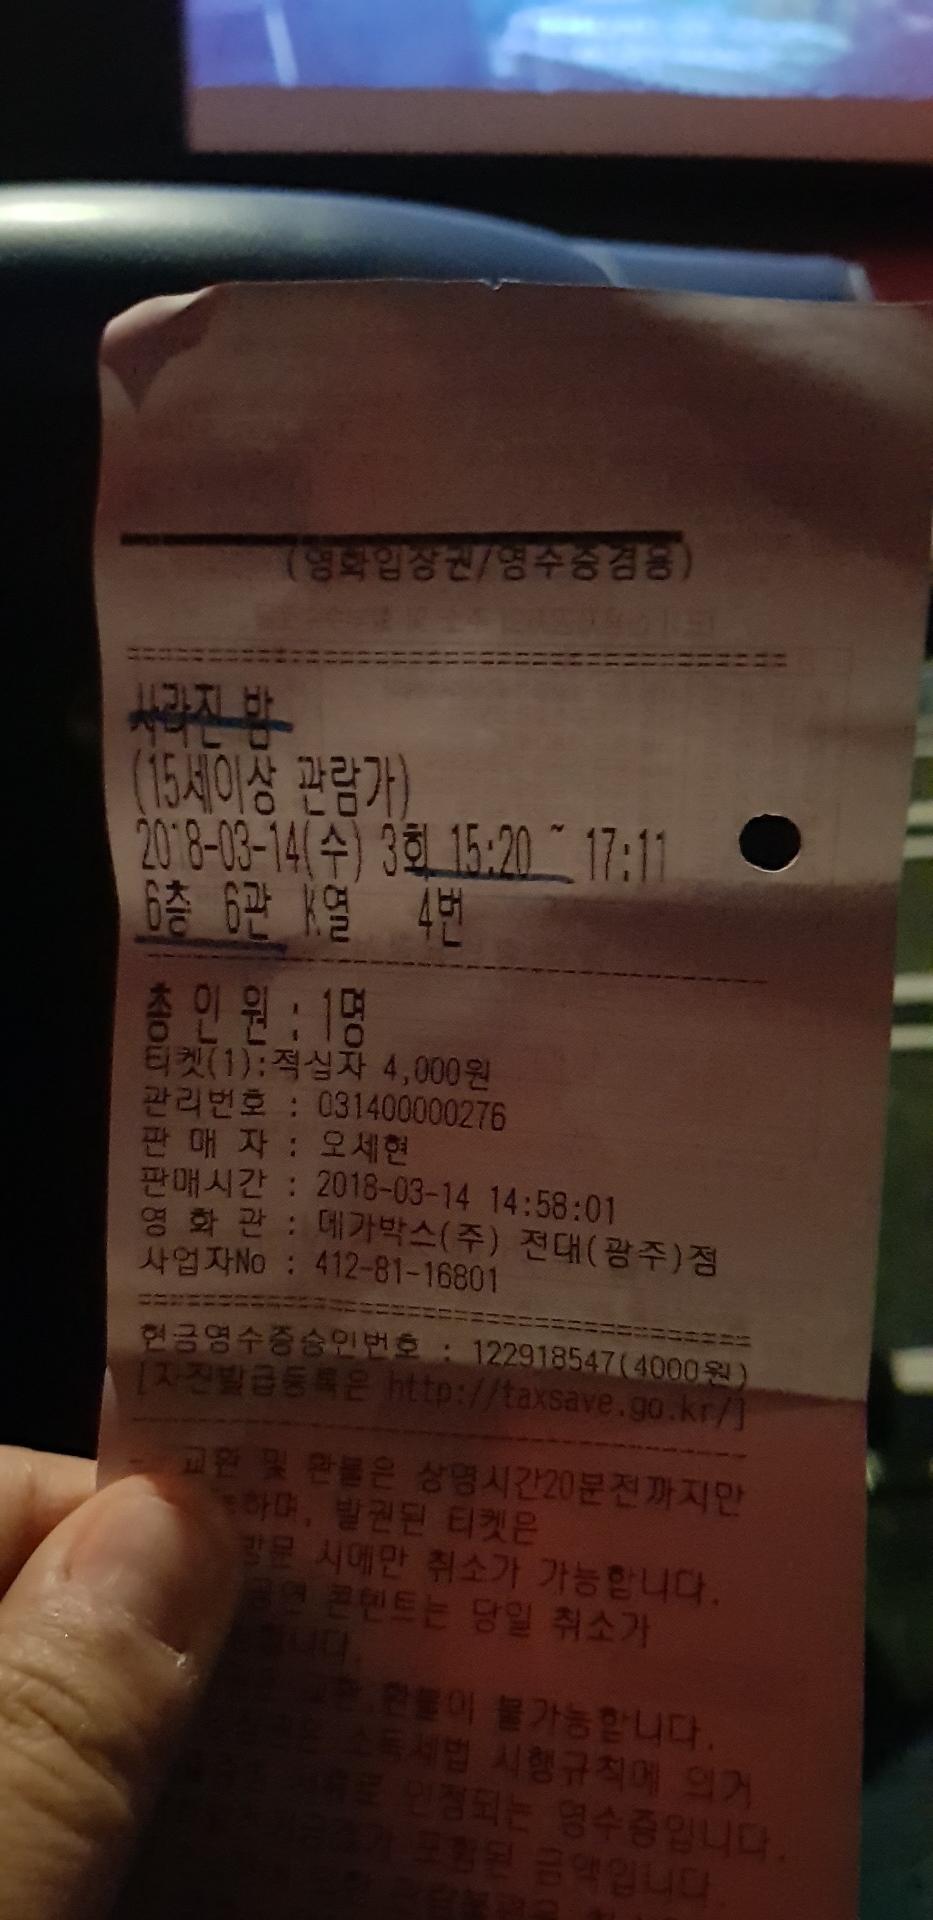 (영화입장권/영수증겸용)
사라진 밤
(15세이상 관람가)
2018-03-14(수) 3회 15:20 ~ 17:11
6층 6관 K열 4번
총 인 원 : 1명
티켓(1):적십자 4,000원
관리번호 : 031400000276
판 매 자 : 오세현
판매시간 : 2018-03-14 14:58:01
영 화 관 : 메가박스(주) 전대(광주)점
사업자No : 412-81-16801
현금영수증승인번호 : 122918547(4000원)
[자진발급등록은 http://taxsave.go.kr/]
- 교환 및 환불은 상영시간20분전까지만
하며, 발권된 티켓은
방문 시에만 취소가 가능합니다.
공연 콘텐트는 당일 취소가
합니다.
교환,환불이 불가능합니다.
소득세법 시행규칙에 의거
인정되는 영수증입니다.
포함된 금액입니다.